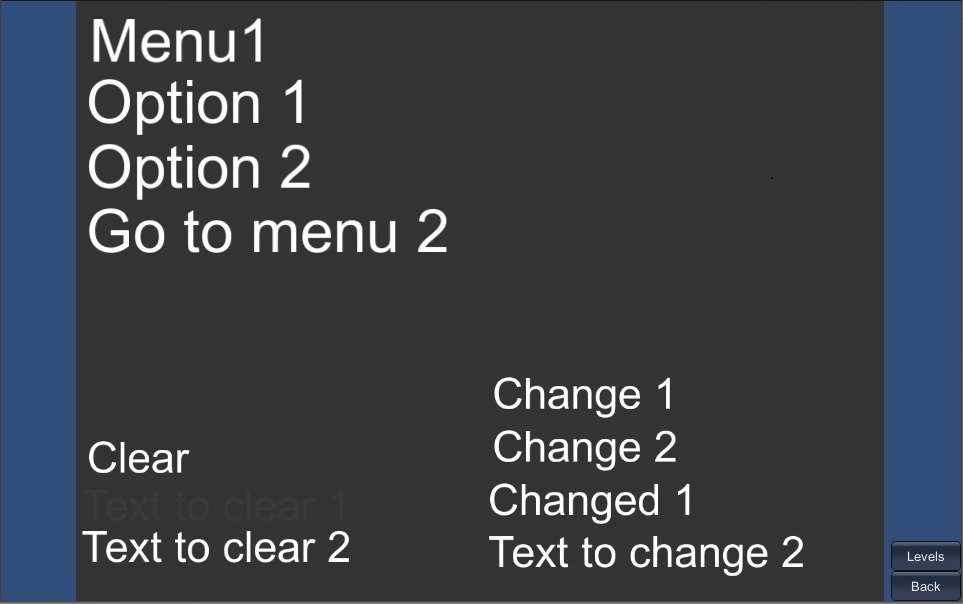 Menu1
Option 1
Option 2
Go to menu 2
Clear
Text to clear 1
Text to clear 2
Change 1
Change 2
Changed 1
Text to change 2
Levels
Back